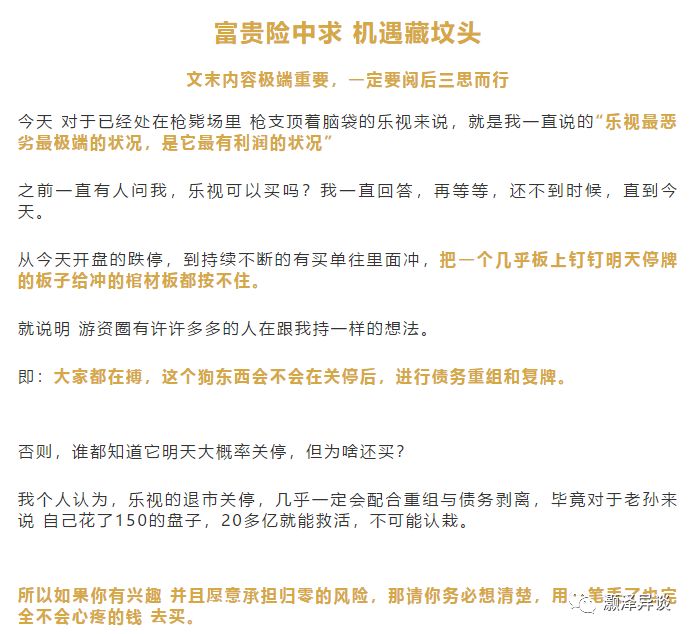 富贵险中求 机遇藏坟头
文末内容极端重要，一定要阅后三思而行
今天 对于已经处在枪毙场里 枪支顶着脑袋的乐视来说，就是我一直说的“乐视最恶
劣最极端的状况，是它最有利润的状况”
之前一直有人问我，乐视可以买吗？我一直回答，再等等，还不到时候，直到今
天。
从今天开盘的跌停，到持续不断的有买单往里面冲，把一个几乎板上钉钉明天停牌
的板子给冲的棺材板都按不住。
就说明 游资圈有许许多多的人在跟我持一样的想法。
即：大家都在搏，这个狗东西会不会在关停后，进行债务重组和复牌。
否则，谁都知道它明天大概率关停，但为啥还买？
我个人认为，乐视的退市关停，几乎一定会配合重组与债务剥离，毕竟对于老孙来
说 自己花了150的盘子，20多亿就能救活，不可能认栽。
所以如果你有兴趣 并且愿意承担归零的风险，那请你务必想清楚，用一笔丢了也完
全不会心疼的钱 去买。
灏泽异谈